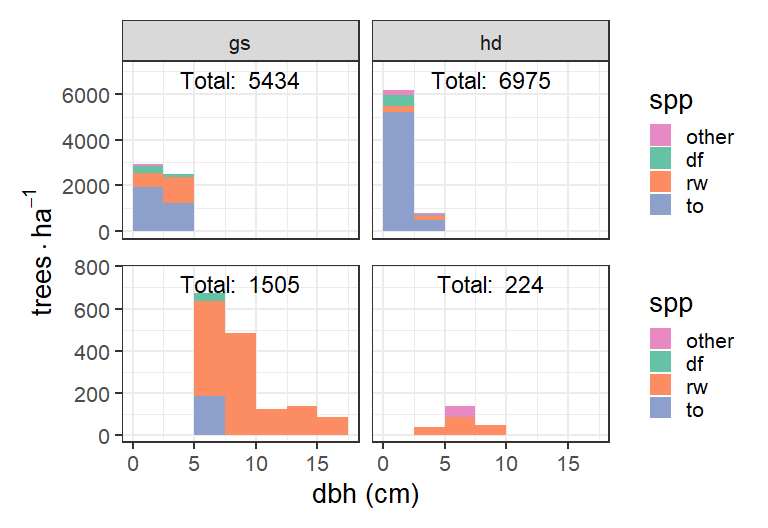 gs hd
Total: 5434 Total: 6975
6000
4000
2000
0
spp
other
df
rw
to
trees · ha⁻¹
Total: 1505 Total: 224
800
600
400
200
0
spp
other
df
rw
to
0 5 10 15 0 5 10 15
dbh (cm)